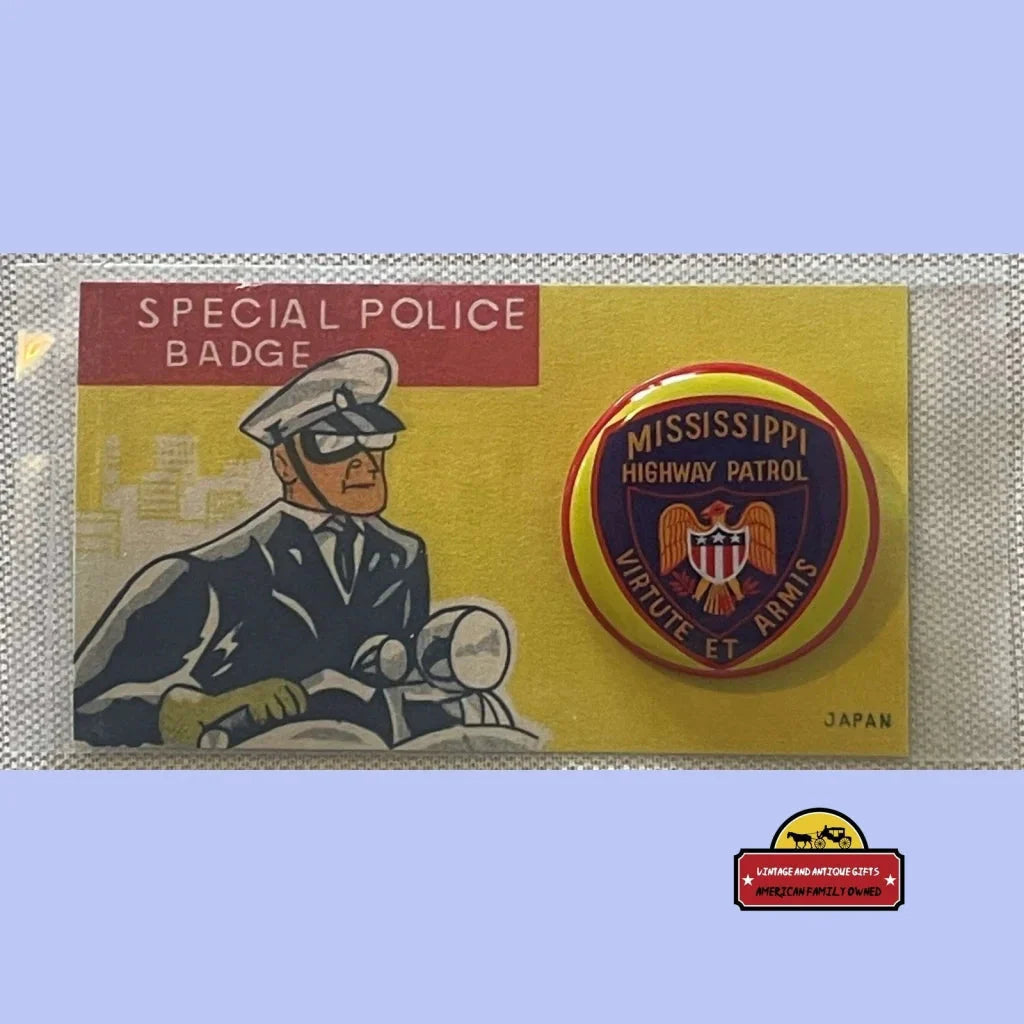 SPECIAL POLICE
BADGE
MISSISSIPPI
HIGHWAY PATROL
VIRTUTE ET ARMIS
JAPAN
VINTAGE AND ANTIQUE GIFTS
AMERICAN FAMILY OWNED